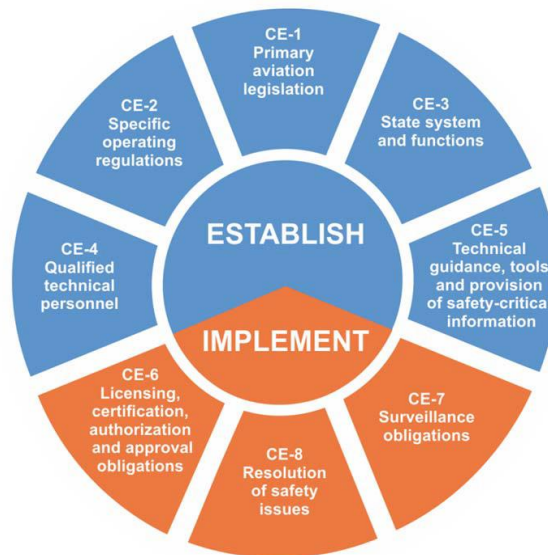 CE-1
Primary
aviation
legislation
CE-2
Specific
operating
regulations
CE-3
State system
and functions
ESTABLISH
CE-4
Qualified
technical
personnel
CE-5
Technical
guidance, tools
and provision
of safety-critical
information
IMPLEMENT
CE-6
Licensing,
certification,
authorization
and approval
obligations
CE-7
Surveillance
obligations
CE-8
Resolution
of safety
issues